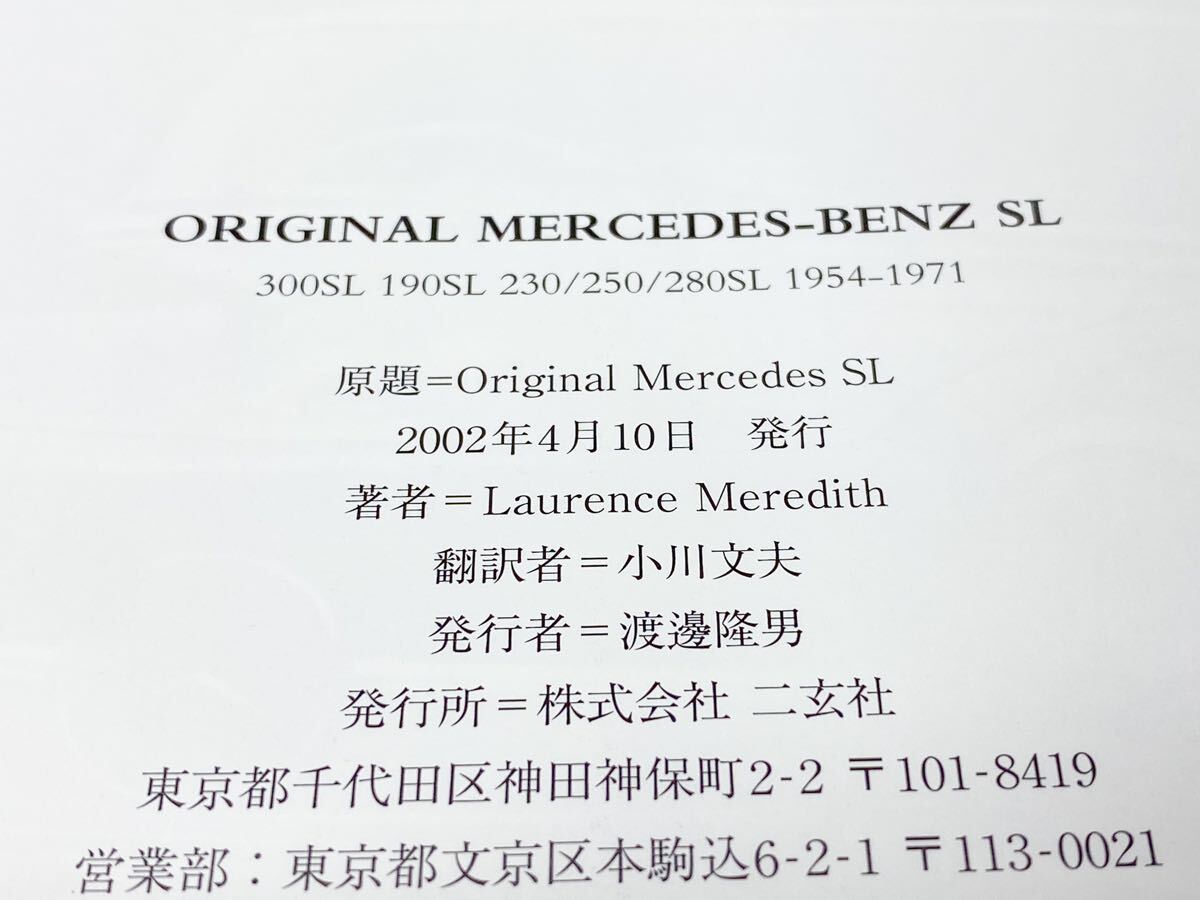 ORIGINAL MERCEDES-BENZ SL
300SL 190SL 230/250/280SL 1954-1971
原題=Original Mercedes SL
2002年4月10日　発行
著者＝Laurence Meredith
翻訳者＝小川文夫
発行者＝渡邊隆男
発行所＝株式会社 二玄社
東京都千代田区神田神保町2-2 〒101-8419
営業部：東京都文京区本駒込6-2-1 〒113-0021